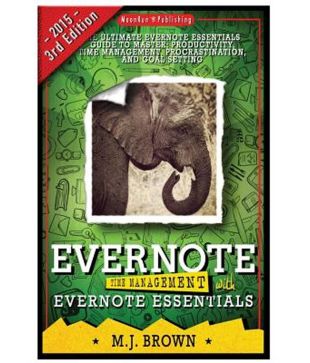 - 2015 -
3rd Edition
MoonRun Publishing
THE ULTIMATE EVERNOTE ESSENTIALS
GUIDE TO MASTER: PRODUCTIVITY,
TIME MANAGEMENT, PROCRASTINATION,
AND GOAL SETTING
EVERNOTE
TIME MANAGEMENT with
EVERNOTE ESSENTIALS
M.J. BROWN